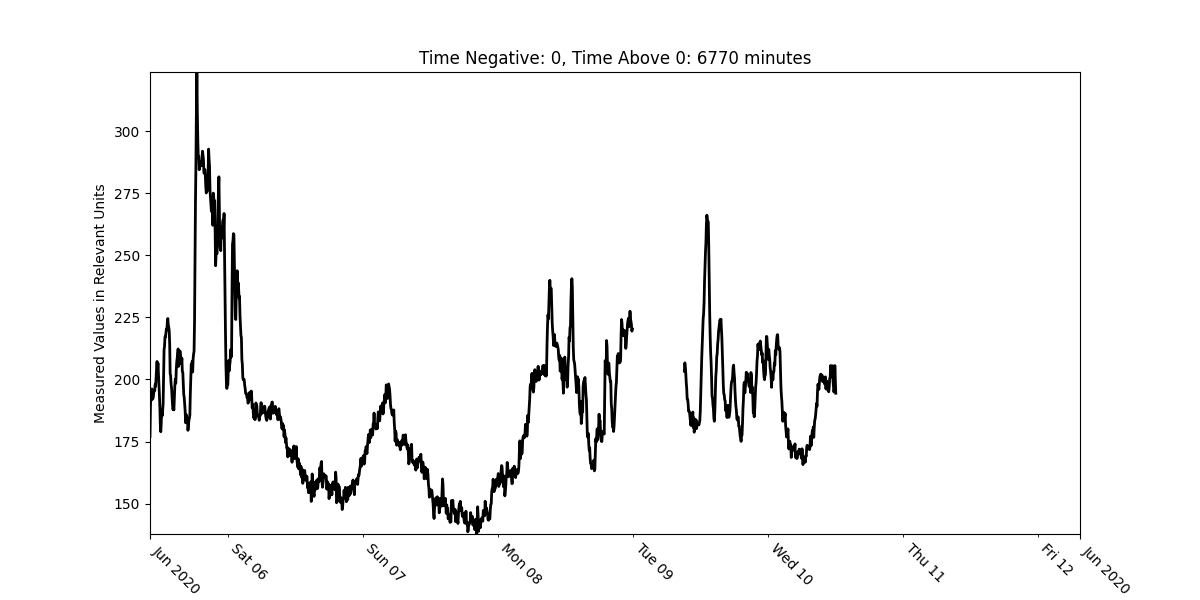 Time Negative: 0, Time Above 0: 6770 minutes
Measured Values in Relevant Units
300
275
250
225
200
175
150
Jun 2020
Sat 06
Sun 07
Mon 08
Tue 09
Wed 10
Thu 11
Fri 12
Jun 2020